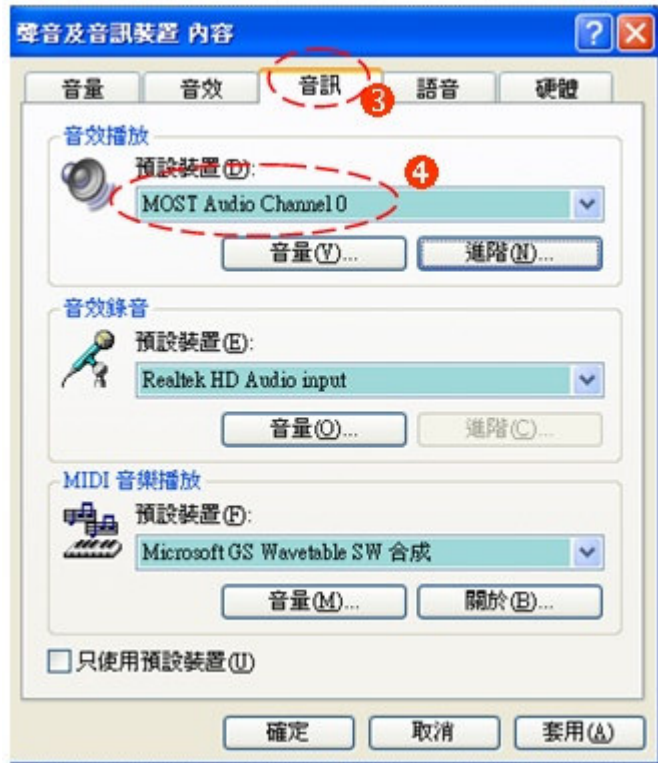 聲音及音訊裝置 內容
音量 音效 音訊 語音 硬體
3
音效播放
預設裝置(D):
4
MOST Audio Channel 0
音量(V)... 進階(N)...
音效錄音
預設裝置(E):
Realtek HD Audio input
音量(O)... 進階(C)...
MIDI 音樂播放
預設裝置(F):
Microsoft GS Wavetable SW 合成
音量(M)... 關於(B)...
只使用預設裝置(U)
確定 取消 套用(A)